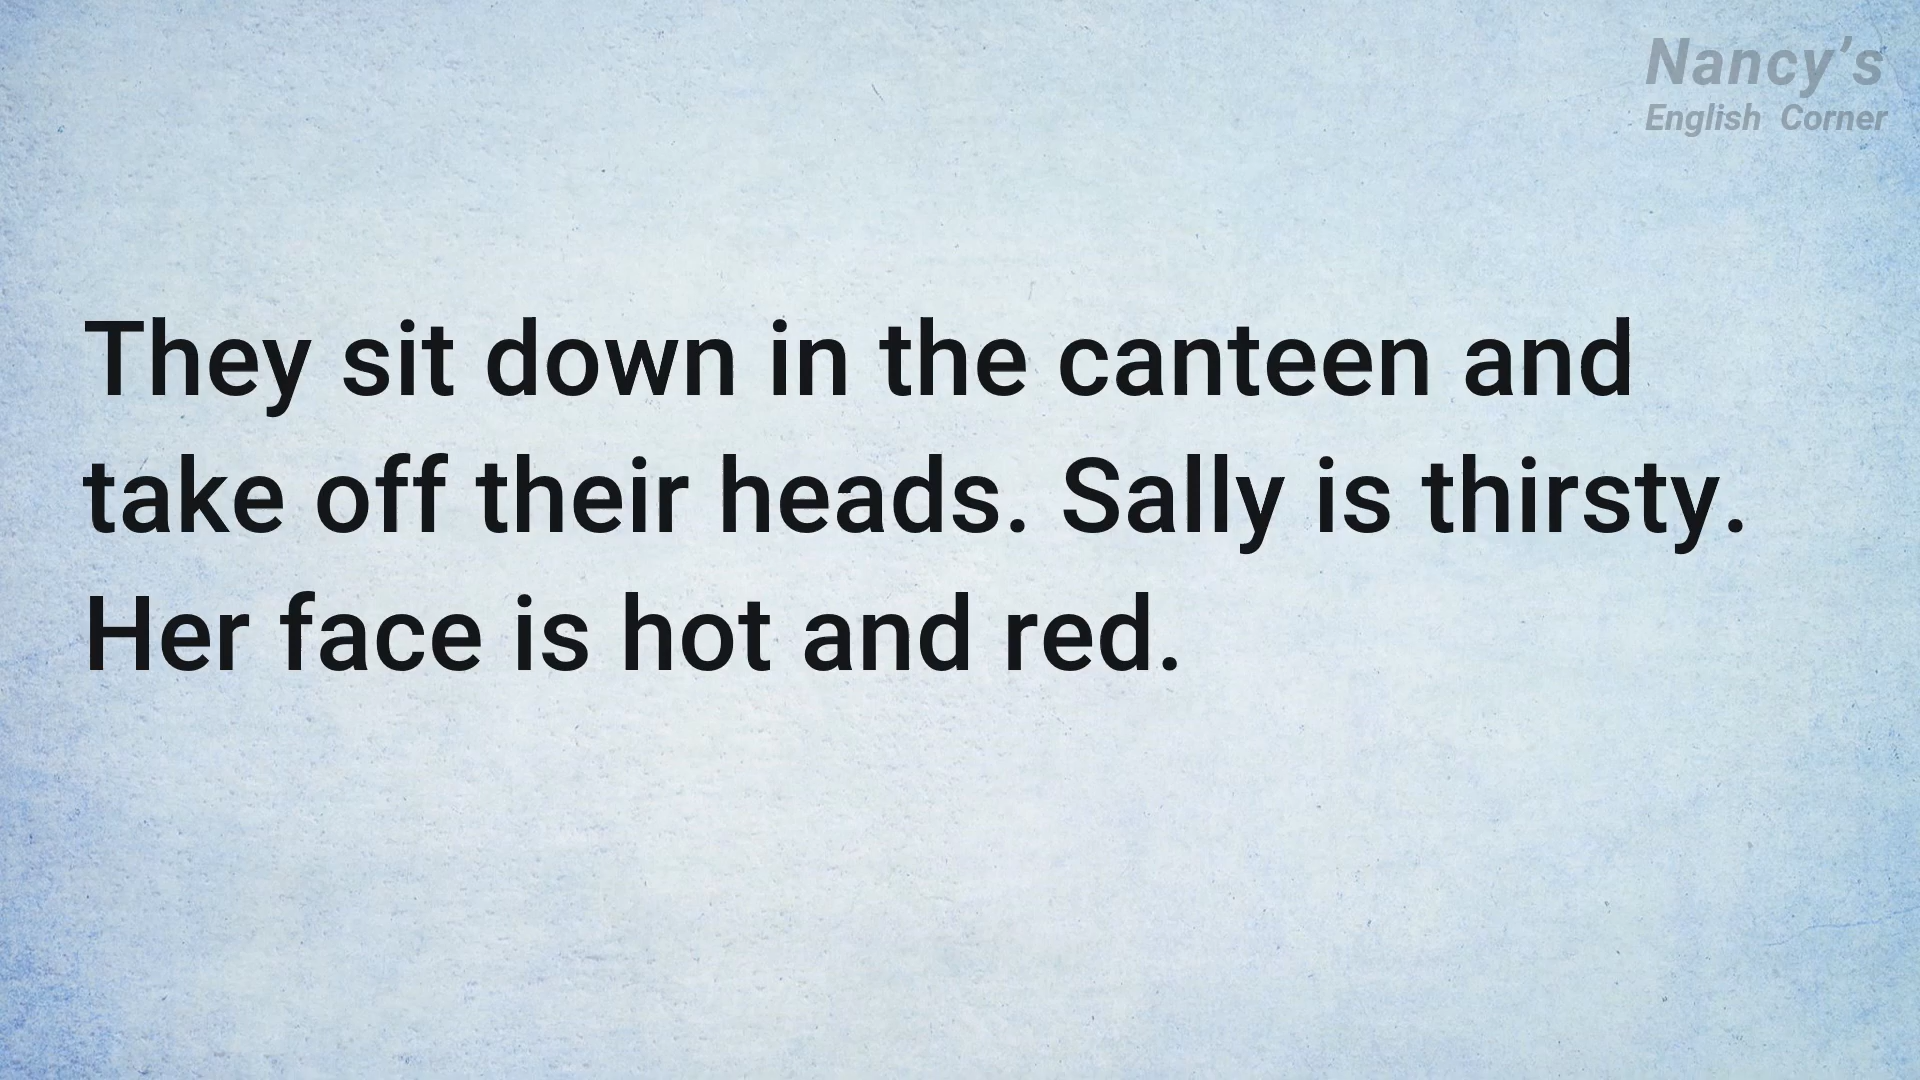 Nancy’s
English Corner
They sit down in the canteen and
take off their heads. Sally is thirsty.
Her face is hot and red.